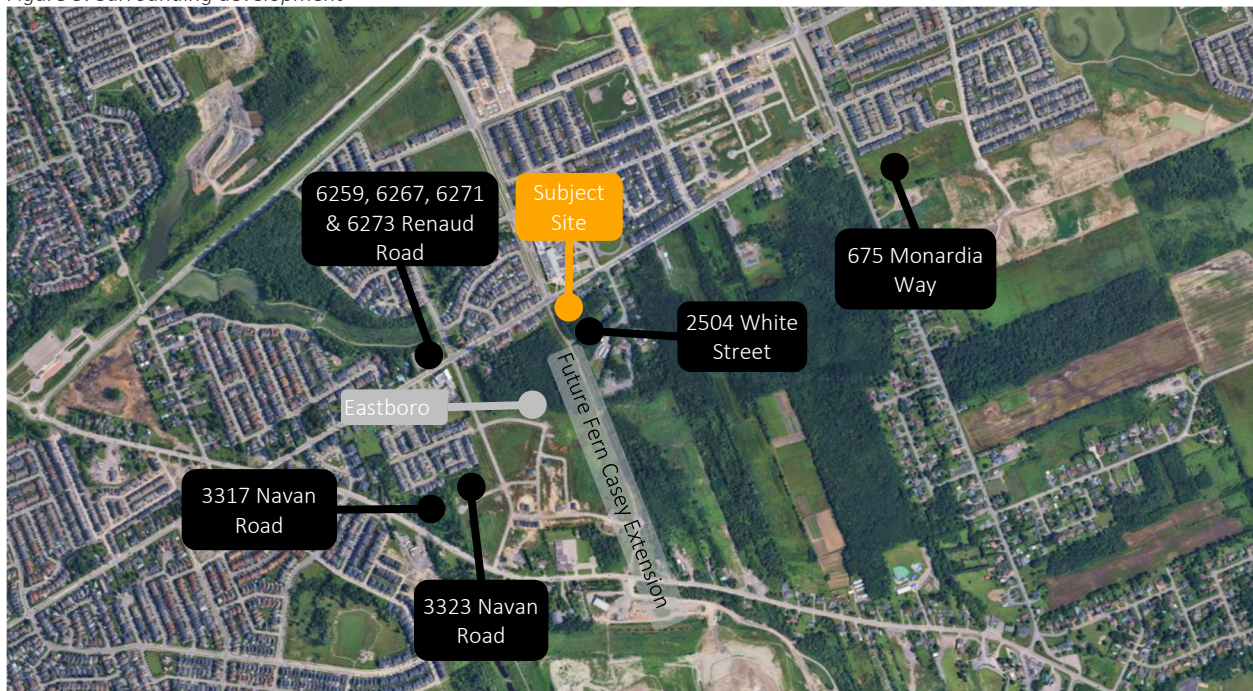 6259, 6267, 6271
& 6273 Renaud
Road
Subject
Site
675 Monardia
Way
2504 White
Street
Eastboro
Future Fern Casey Extension
3317 Navan
Road
3323 Navan
Road